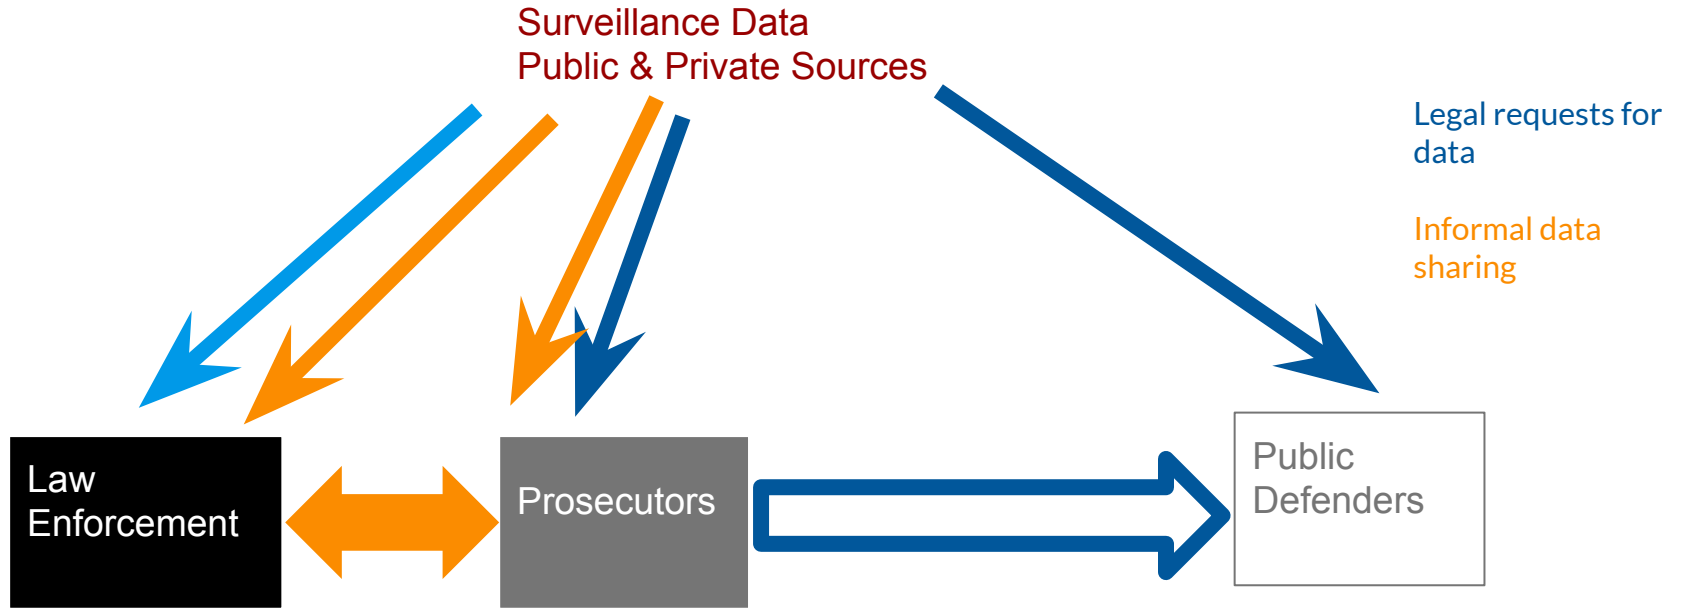 Surveillance Data
Public & Private Sources
Legal requests for
data
Informal data
sharing
Law
Enforcement
Prosecutors
Public
Defenders